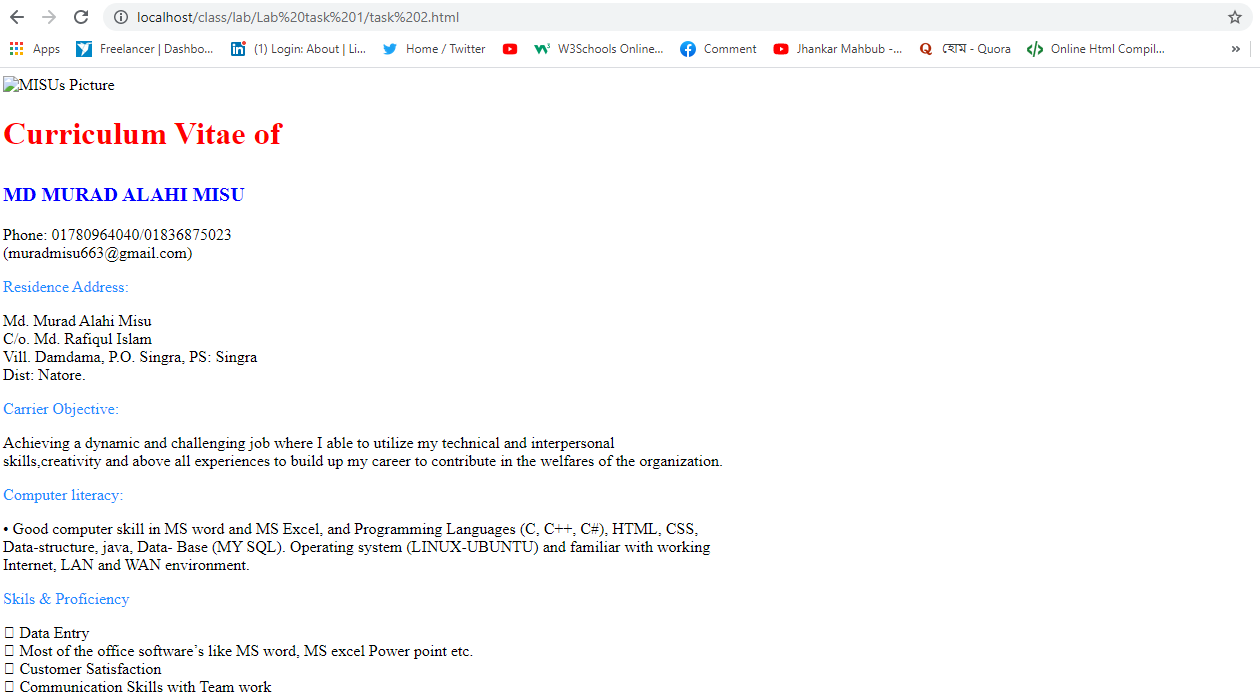 localhost/class/lab/Lab%20task%201/task%202.html
Apps Freelancer | Dashbo... (1) Login: About | Li... Home / Twitter W3Schools Online... Comment Jhankar Mahbub -... হোম - Quora Online Html Compil... »
MISUs Picture
Curriculum Vitae of
MD MURAD ALAHI MISU
Phone: 01780964040/01836875023
(muradmisu663@gmail.com)
Residence Address:
Md. Murad Alahi Misu
C/o. Md. Rafiqul Islam
Vill. Damdama, P.O. Singra, PS: Singra
Dist: Natore.
Carrier Objective:
Achieving a dynamic and challenging job where I able to utilize my technical and interpersonal
skills,creativity and above all experiences to build up my career to contribute in the welfares of the organization.
Computer literacy:
• Good computer skill in MS word and MS Excel, and Programming Languages (C, C++, C#), HTML, CSS,
Data-structure, java, Data- Base (MY SQL). Operating system (LINUX-UBUNTU) and familiar with working
Internet, LAN and WAN environment.
Skils & Proficiency
 Data Entry
 Most of the office software’s like MS word, MS excel Power point etc.
 Customer Satisfaction
 Communication Skills with Team work